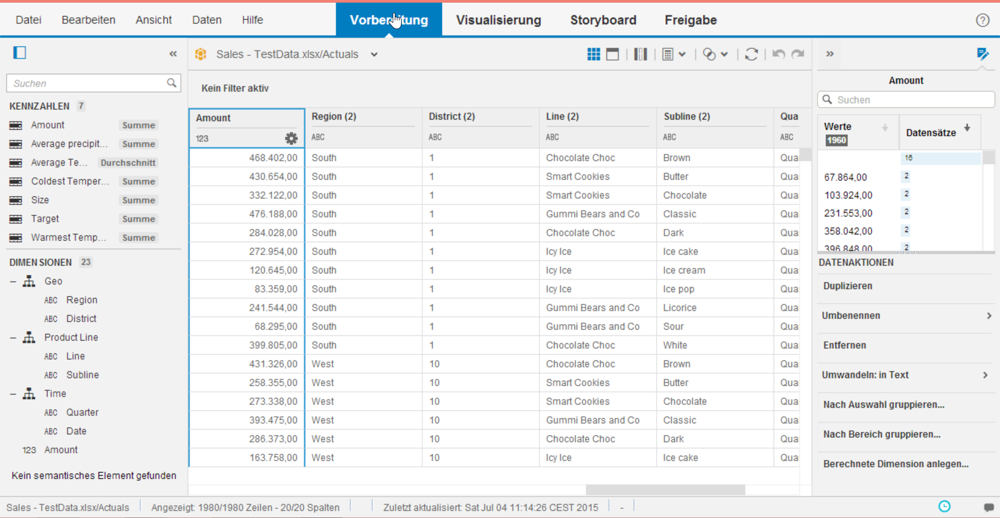 Datei Bearbeiten Ansicht Daten Hilfe Vorbereitung Visualisierung Storyboard Freigabe
Sales - TestData.xlsx/Actuals
Suchen
KENNZAHLEN 7
Amount Summe
Average precipit... Summe
Average Te... Durchschnitt
Coldest Temper... Summe
Size Summe
Target Summe
Warmest Temp... Summe
DIMENSIONEN 23
Geo
ABC Region
ABC District
Product Line
ABC Line
ABC Subline
Time
ABC Quarter
ABC Date
123 Amount
Kein semantisches Element gefunden
Kein Filter aktiv
Amount Region (2) District (2) Line (2) Subline (2) Qua
123 ABC ABC ABC ABC ABC
468.402,00 South 1 Chocolate Choc Brown Qua
430.654,00 South 1 Smart Cookies Butter Qua
332.122,00 South 1 Smart Cookies Chocolate Qua
476.188,00 South 1 Gummi Bears and Co Classic Qua
284.028,00 South 1 Chocolate Choc Dark Qua
272.954,00 South 1 Icy Ice Ice cake Qua
120.645,00 South 1 Icy Ice Ice cream Qua
83.359,00 South 1 Icy Ice Ice pop Qua
241.544,00 South 1 Gummi Bears and Co Licorice Qua
68.295,00 South 1 Gummi Bears and Co Sour Qua
399.805,00 South 1 Chocolate Choc White Qua
431.326,00 West 10 Chocolate Choc Brown Qua
258.355,00 West 10 Smart Cookies Butter Qua
273.338,00 West 10 Smart Cookies Chocolate Qua
393.475,00 West 10 Gummi Bears and Co Classic Qua
286.373,00 West 10 Chocolate Choc Dark Qua
163.758,00 West 10 Icy Ice Ice cake Qua
Amount
Suchen
Werte Datensätze
1960
16
67.864,00 2
103.924,00 2
231.553,00 2
358.042,00 2
396.848,00 2
DATENAKTIONEN
Duplizieren
Umbenennen
Entfernen
Umwandeln: in Text
Nach Auswahl gruppieren...
Nach Bereich gruppieren...
Berechnete Dimension anlegen...
Sales - TestData.xlsx/Actuals Angezeigt: 1980/1980 Zeilen - 20/20 Spalten Zuletzt aktualisiert: Sat Jul 04 11:14:26 CEST 2015 -